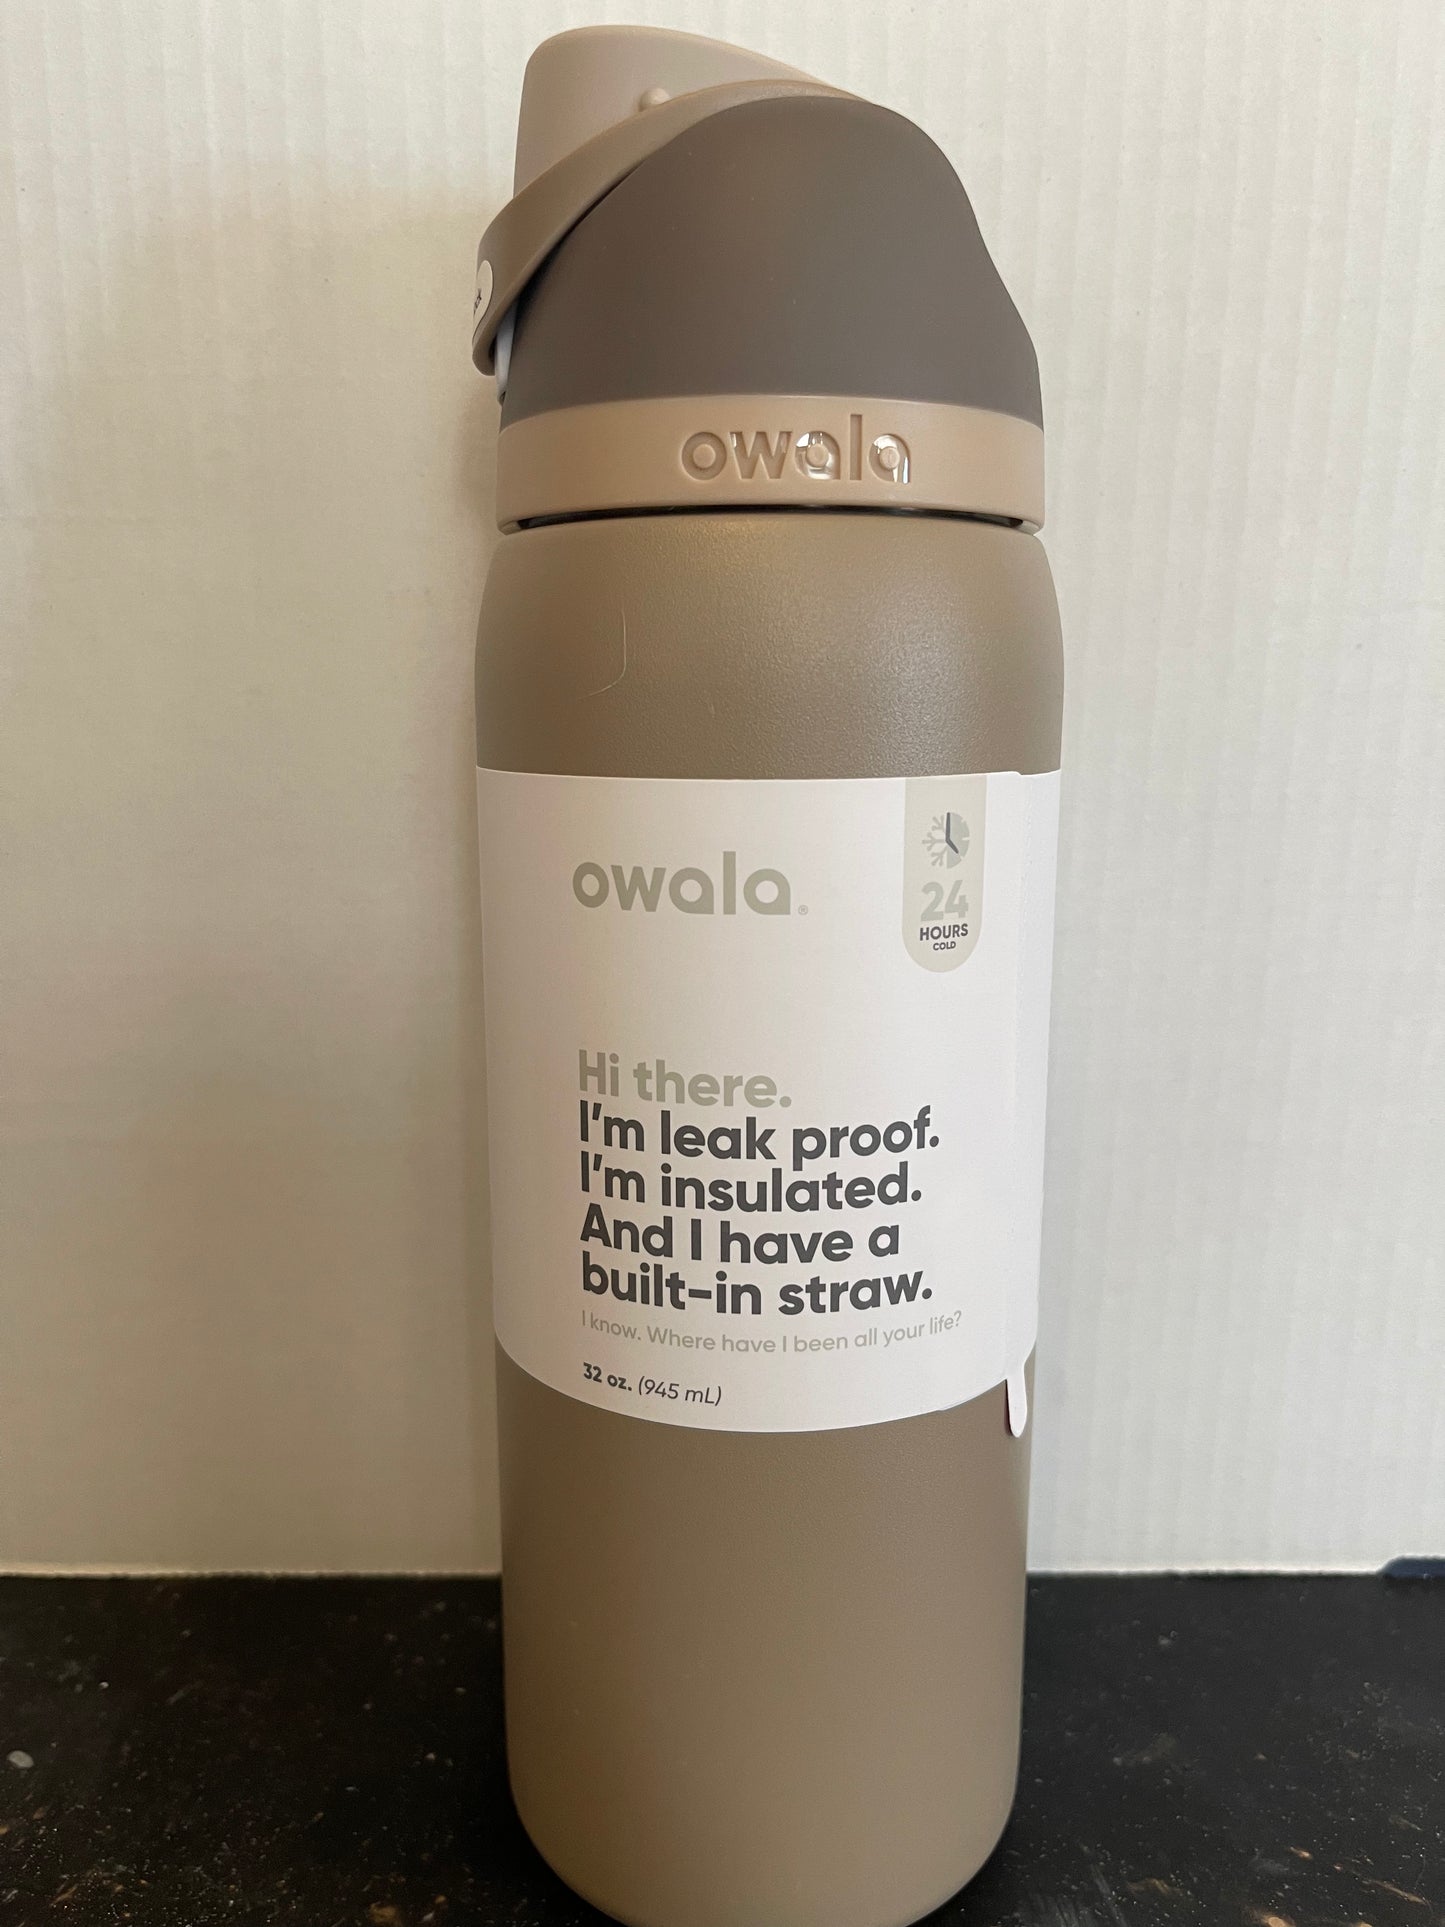 owala
owala®
24
HOURS
COLD
Hi there.
I'm leak proof.
I'm insulated.
And I have a
built-in straw.
I know. Where have I been all your life?
32 oz. (945 mL)